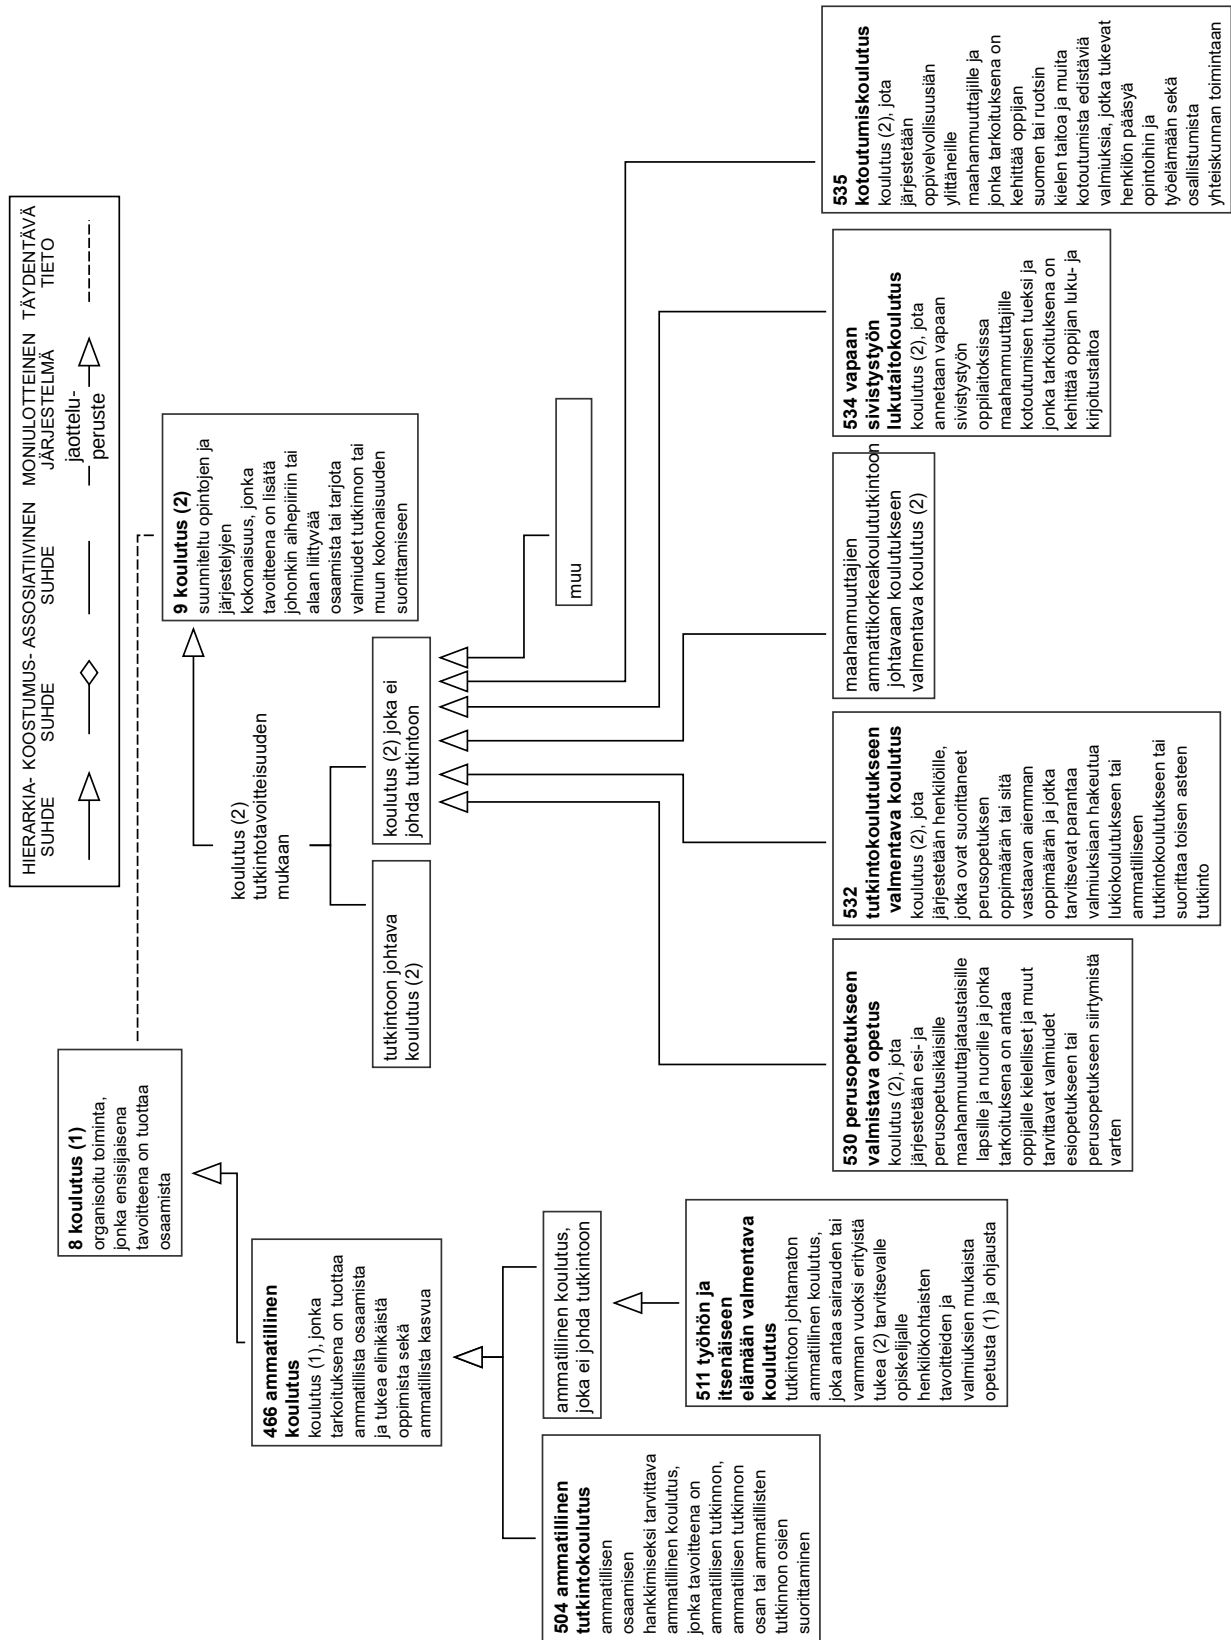 HIERARKIA-
SUHDE
KOOSTUMUS-
SUHDE
ASSOSIATIIVINEN
SUHDE
MONIULOTTEINEN
JÄRJESTELMÄ
jaottelu-
peruste
TÄYDENTÄVÄ
TIETO
8 koulutus (1)
organisoitu toiminta,
jonka ensisijaisena
tavoitteena on tuottaa
osaamista
9 koulutus (2)
suunniteltu opintojen ja
järjestelyjen
kokonaisuus, jonka
tavoitteena on lisätä
johonkin aihepiiriin tai
alaan liittyvää
osaamista tai tarjota
valmiudet tutkinnon tai
muun kokonaisuuden
suorittamiseen
466 ammatillinen
koulutus
koulutus (1), jonka
tarkoituksena on tuottaa
ammatillista osaamista
ja tukea elinikäistä
oppimista sekä
ammatillista kasvua
koulutus (2)
tutkintotavoitteisuuden
mukaan
tutkintoon johtava
koulutus (2)
koulutus (2) joka ei
johda tutkintoon
504 ammatillinen
tutkintokoulutus
ammatillisen
osaamisen
hankkimiseksi tarvittava
ammatillinen koulutus,
jonka tavoitteena on
ammatillisen tutkinnon,
ammatillisen tutkinnon
osan tai ammatillisten
tutkinnon osien
suorittaminen
ammatillinen koulutus,
joka ei johda tutkintoon
511 työhön ja
itsenäiseen
elämään valmentava
koulutus
tutkintoon johtamaton
ammatillinen koulutus,
joka antaa sairauden tai
vamman vuoksi erityistä
tukea (2) tarvitsevalle
opiskelijalle
henkilökohtaisten
tavoitteiden ja
valmiuksien mukaista
opetusta (1) ja ohjausta
muu
530 perusopetukseen
valmistava opetus
koulutus (2), jota
järjestetään esi- ja
perusopetusikäisille
maahanmuuttajataustaisille
lapsille ja nuorille ja jonka
tarkoituksena on antaa
oppijalle kielelliset ja muut
tarvittavat valmiudet
esiopetukseen tai
perusopetukseen siirtymistä
varten
532
tutkintokoulutukseen
valmentava koulutus
koulutus (2), jota
järjestetään henkilöille,
jotka ovat suorittaneet
perusopetuksen
oppimäärän tai sitä
vastaavan aiemman
oppimäärän ja jotka
tarvitsevat parantaa
valmiuksiaan hakeutua
lukiokoulutukseen tai
ammatilliseen
tutkintokoulutukseen tai
suorittaa toisen asteen
tutkinto
maahanmuuttajien
ammattikorkeakoulututkintoon
johtavaan koulutukseen
valmentava koulutus (2)
534 vapaan
sivistystyön
lukutaitokoulutus
koulutus (2), jota
annetaan vapaan
sivistystyön
oppilaitoksissa
maahanmuuttajille
kotoutumisen tueksi ja
jonka tarkoituksena on
kehittää oppijan luku- ja
kirjoitustaitoa
535
kotoutumiskoulutus
koulutus (2), jota
järjestetään
oppivelvollisuusiän
ylittäneille
maahanmuuttajille ja
jonka tarkoituksena on
kehittää oppijan
suomen tai ruotsin
kielen taitoa ja muita
kotoutumista edistäviä
valmiuksia, jotka tukevat
henkilön pääsyä
opintoihin ja
työelämään sekä
osallistumista
yhteiskunnan toimintaan